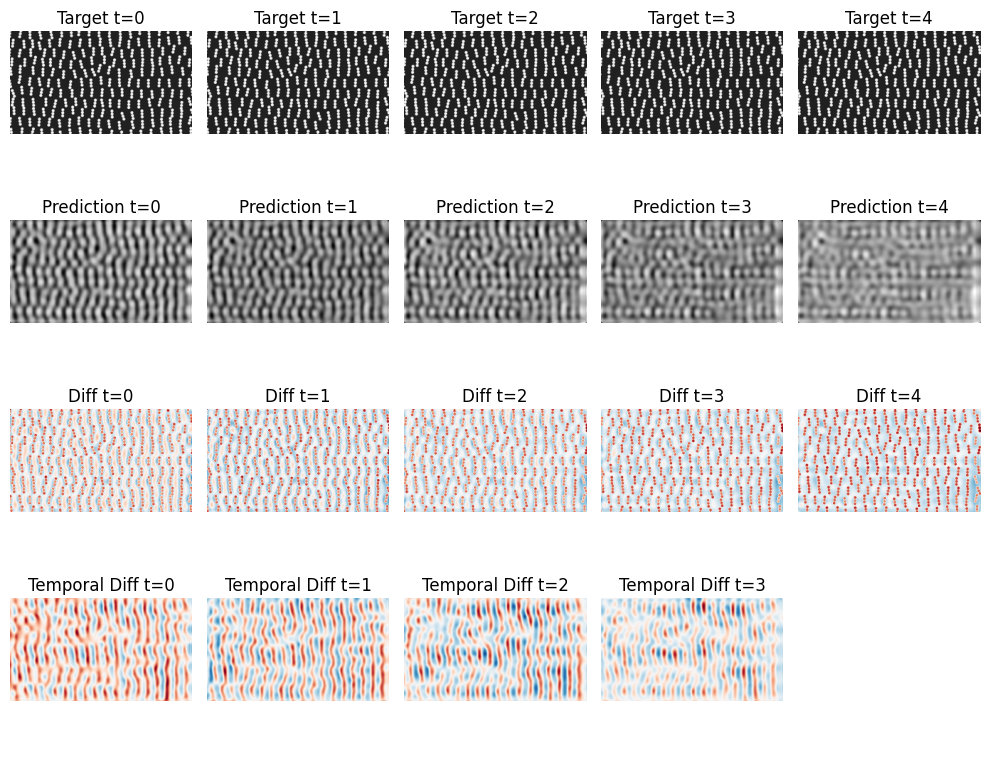 Target t=0
Target t=1
Target t=2
Target t=3
Target t=4
Prediction t=0
Prediction t=1
Prediction t=2
Prediction t=3
Prediction t=4
Diff t=0
Diff t=1
Diff t=2
Diff t=3
Diff t=4
Temporal Diff t=0
Temporal Diff t=1
Temporal Diff t=2
Temporal Diff t=3